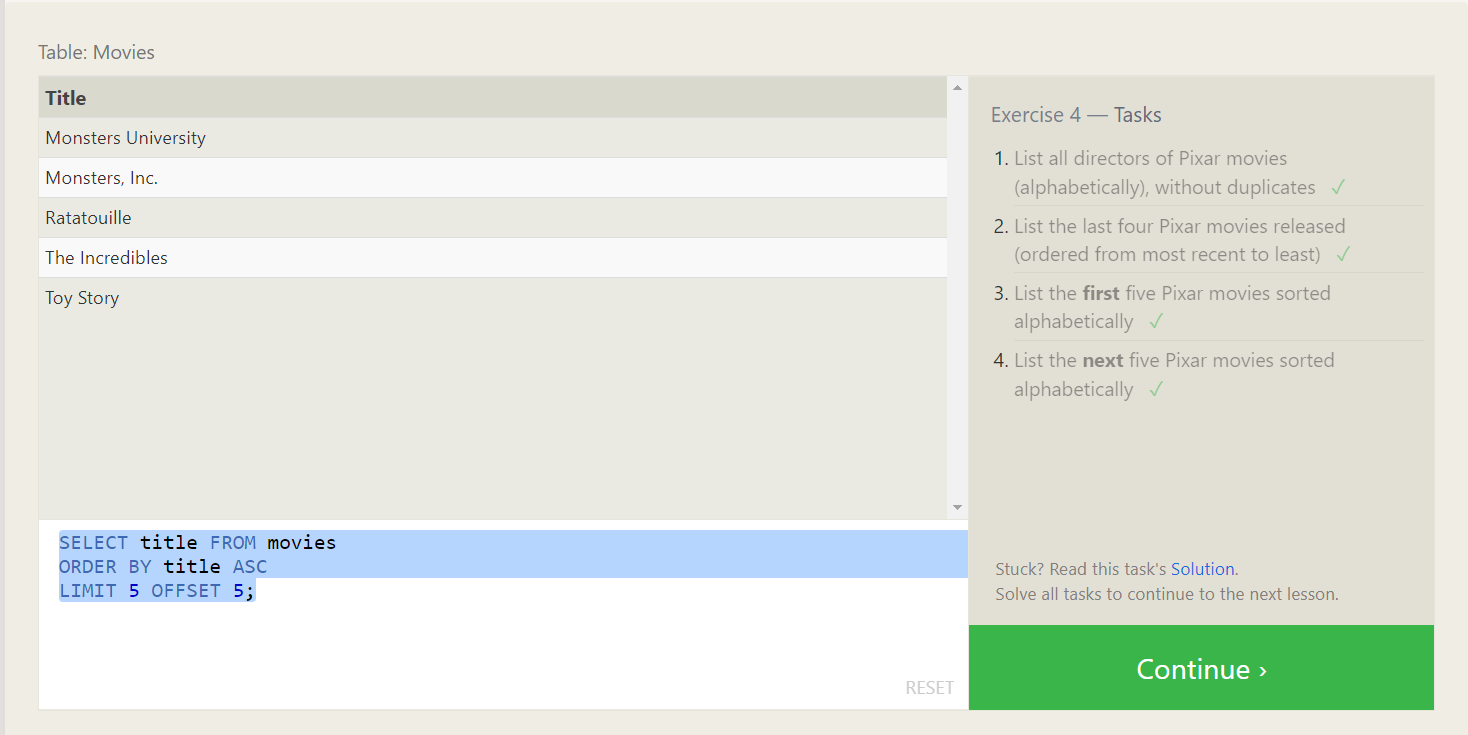 Table: Movies
Title
Monsters University
Monsters, Inc.
Ratatouille
The Incredibles
Toy Story
SELECT title FROM movies
ORDER BY title ASC
LIMIT 5 OFFSET 5;
RESET
Exercise 4 — Tasks
1. List all directors of Pixar movies
(alphabetically), without duplicates ✓
2. List the last four Pixar movies released
(ordered from most recent to least) ✓
3. List the first five Pixar movies sorted
alphabetically ✓
4. List the next five Pixar movies sorted
alphabetically ✓
Stuck? Read this task's Solution.
Solve all tasks to continue to the next lesson.
Continue ›